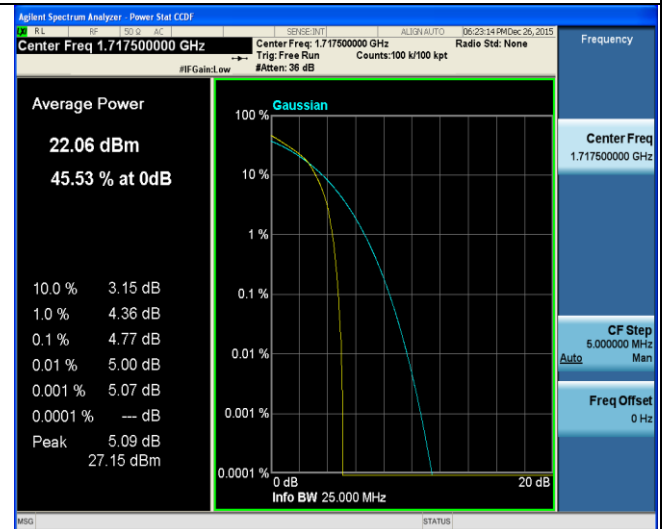 Agilent Spectrum Analyzer - Power Stat CCDF
LXI RL RF 50 Ω AC SENSE:INT ALIGN AUTO 06:23:14 PM Dec 26, 2015
Center Freq 1.717500000 GHz
Center Freq: 1.717500000 GHz Radio Std: None
Trig: Free Run Counts:100 k/100 kpt
#IFGain:Low #Atten: 36 dB
Frequency
Average Power
22.06 dBm
45.53 % at 0dB
10.0 % 3.15 dB
1.0 % 4.36 dB
0.1 % 4.77 dB
0.01 % 5.00 dB
0.001 % 5.07 dB
0.0001 % --- dB
Peak 5.09 dB
27.15 dBm
Gaussian
100 %
10 %
1 %
0.1 %
0.01 %
0.001 %
0.0001 %
0 dB 20 dB
Info BW 25.000 MHz
Center Freq
1.717500000 GHz
CF Step
5.000000 MHz
Auto Man
Freq Offset
0 Hz
MSG STATUS